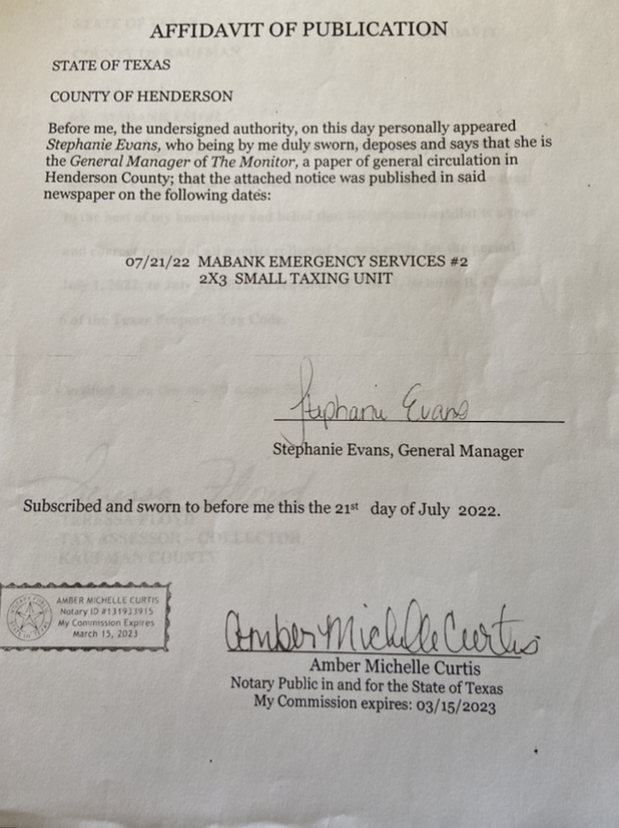 AFFIDAVIT OF PUBLICATION
STATE OF TEXAS
COUNTY OF HENDERSON
Before me, the undersigned authority, on this day personally appeared
Stephanie Evans, who being by me duly sworn, deposes and says that she is
the General Manager of The Monitor, a paper of general circulation in
Henderson County; that the attached notice was published in said
newspaper on the following dates:
07/21/22 MABANK EMERGENCY SERVICES #2
2X3 SMALL TAXING UNIT
Stephanie Evans
Stephanie Evans, General Manager
Subscribed and sworn to before me this the 21st day of July 2022.
TAX ASSESSOR - COLLECTOR
KAUFMAN COUNTY
AMBER MICHELLE CURTIS
Notary ID #131933915
My Commission Expires
March 15, 2023
Amber Michelle Curtis
Amber Michelle Curtis
Notary Public in and for the State of Texas
My Commission expires: 03/15/2023